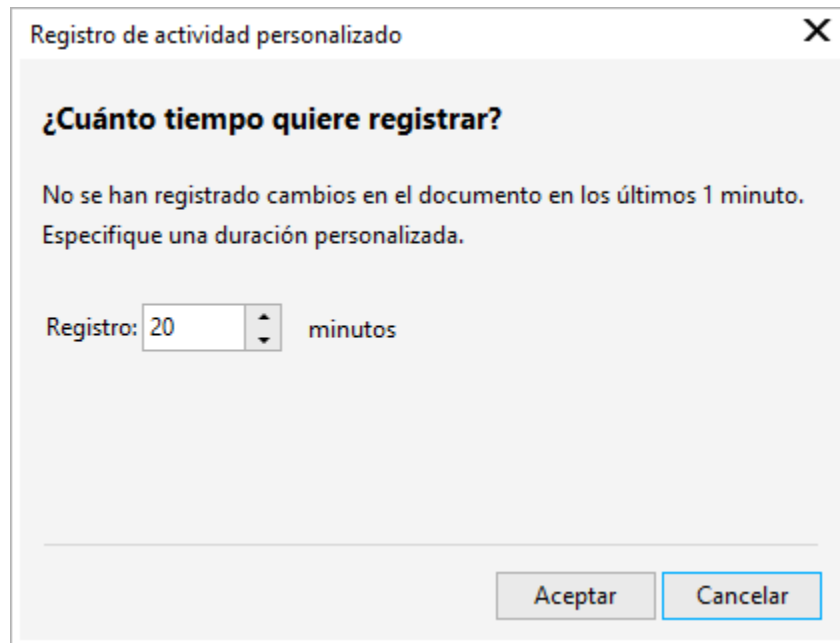 Registro de actividad personalizado
¿Cuánto tiempo quiere registrar?
No se han registrado cambios en el documento en los últimos 1 minuto.
Especifique una duración personalizada.
Registro: 20 minutos
Aceptar Cancelar